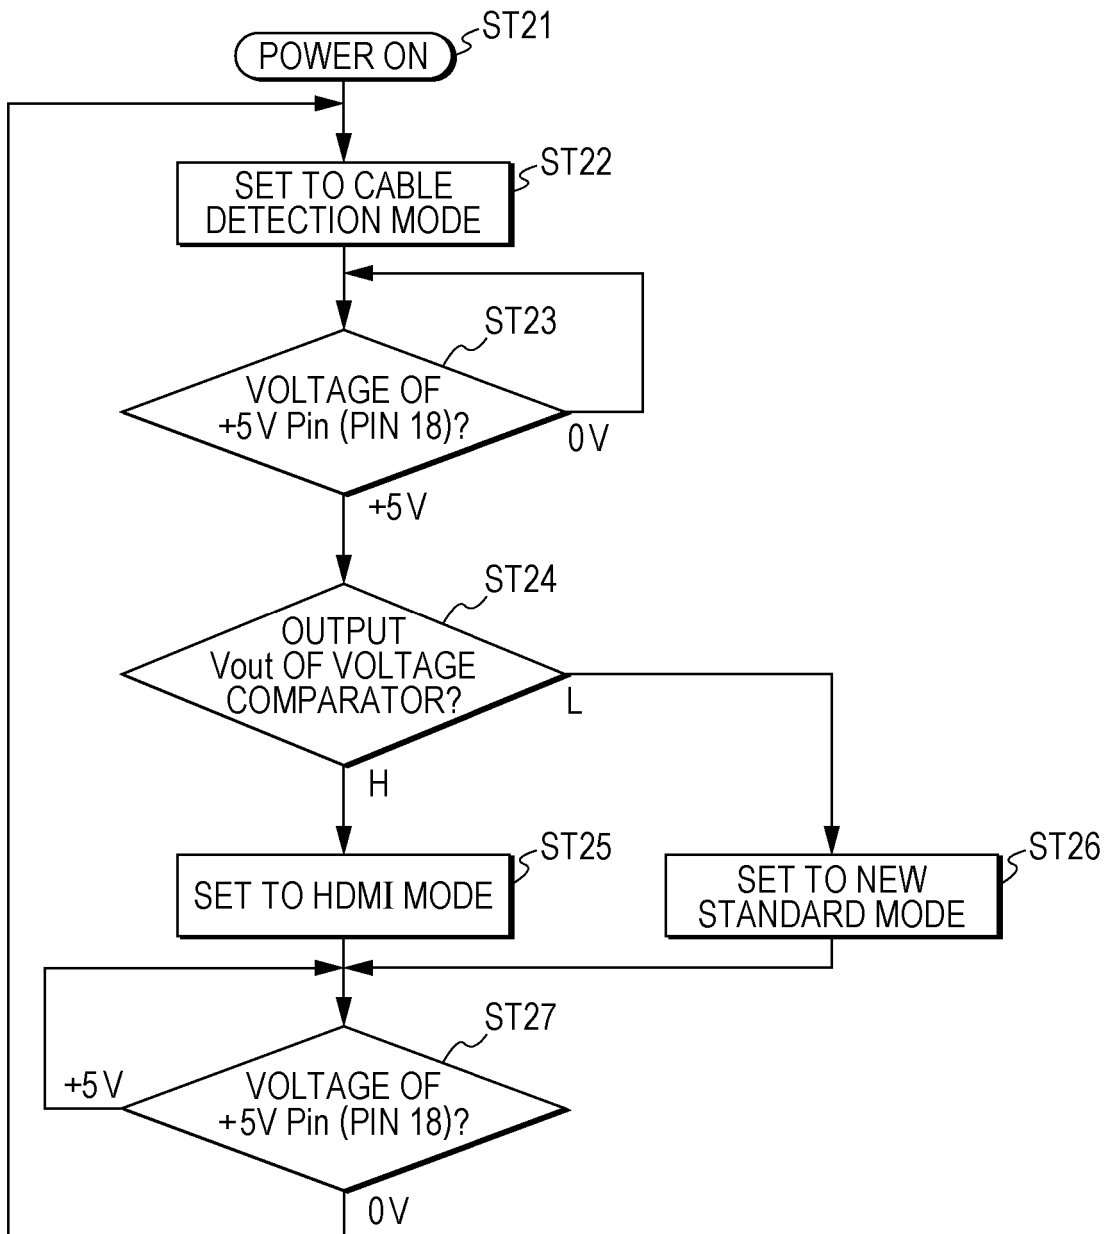 ST21
POWER ON
ST22
SET TO CABLE
DETECTION MODE
ST23
VOLTAGE OF
+5V Pin (PIN 18)?
0V
+5V
ST24
OUTPUT
Vout OF VOLTAGE
COMPARATOR?
L
H
ST25
SET TO HDMI MODE
ST26
SET TO NEW
STANDARD MODE
ST27
VOLTAGE OF
+5V Pin (PIN 18)?
+5V
0V